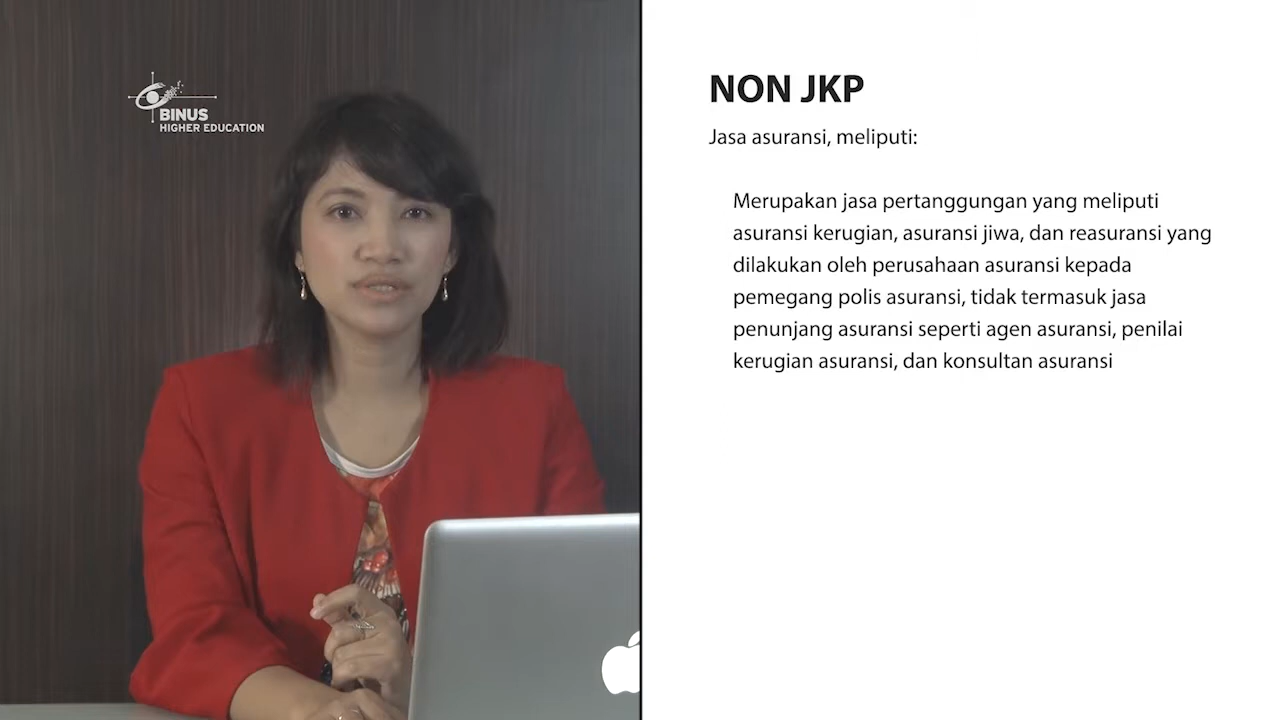 BINUS
HIGHER EDUCATION
NON JKP
Jasa asuransi, meliputi:
Merupakan jasa pertanggungan yang meliputi
asuransi kerugian, asuransi jiwa, dan reasuransi yang
dilakukan oleh perusahaan asuransi kepada
pemegang polis asuransi, tidak termasuk jasa
penunjang asuransi seperti agen asuransi, penilai
kerugian asuransi, dan konsultan asuransi